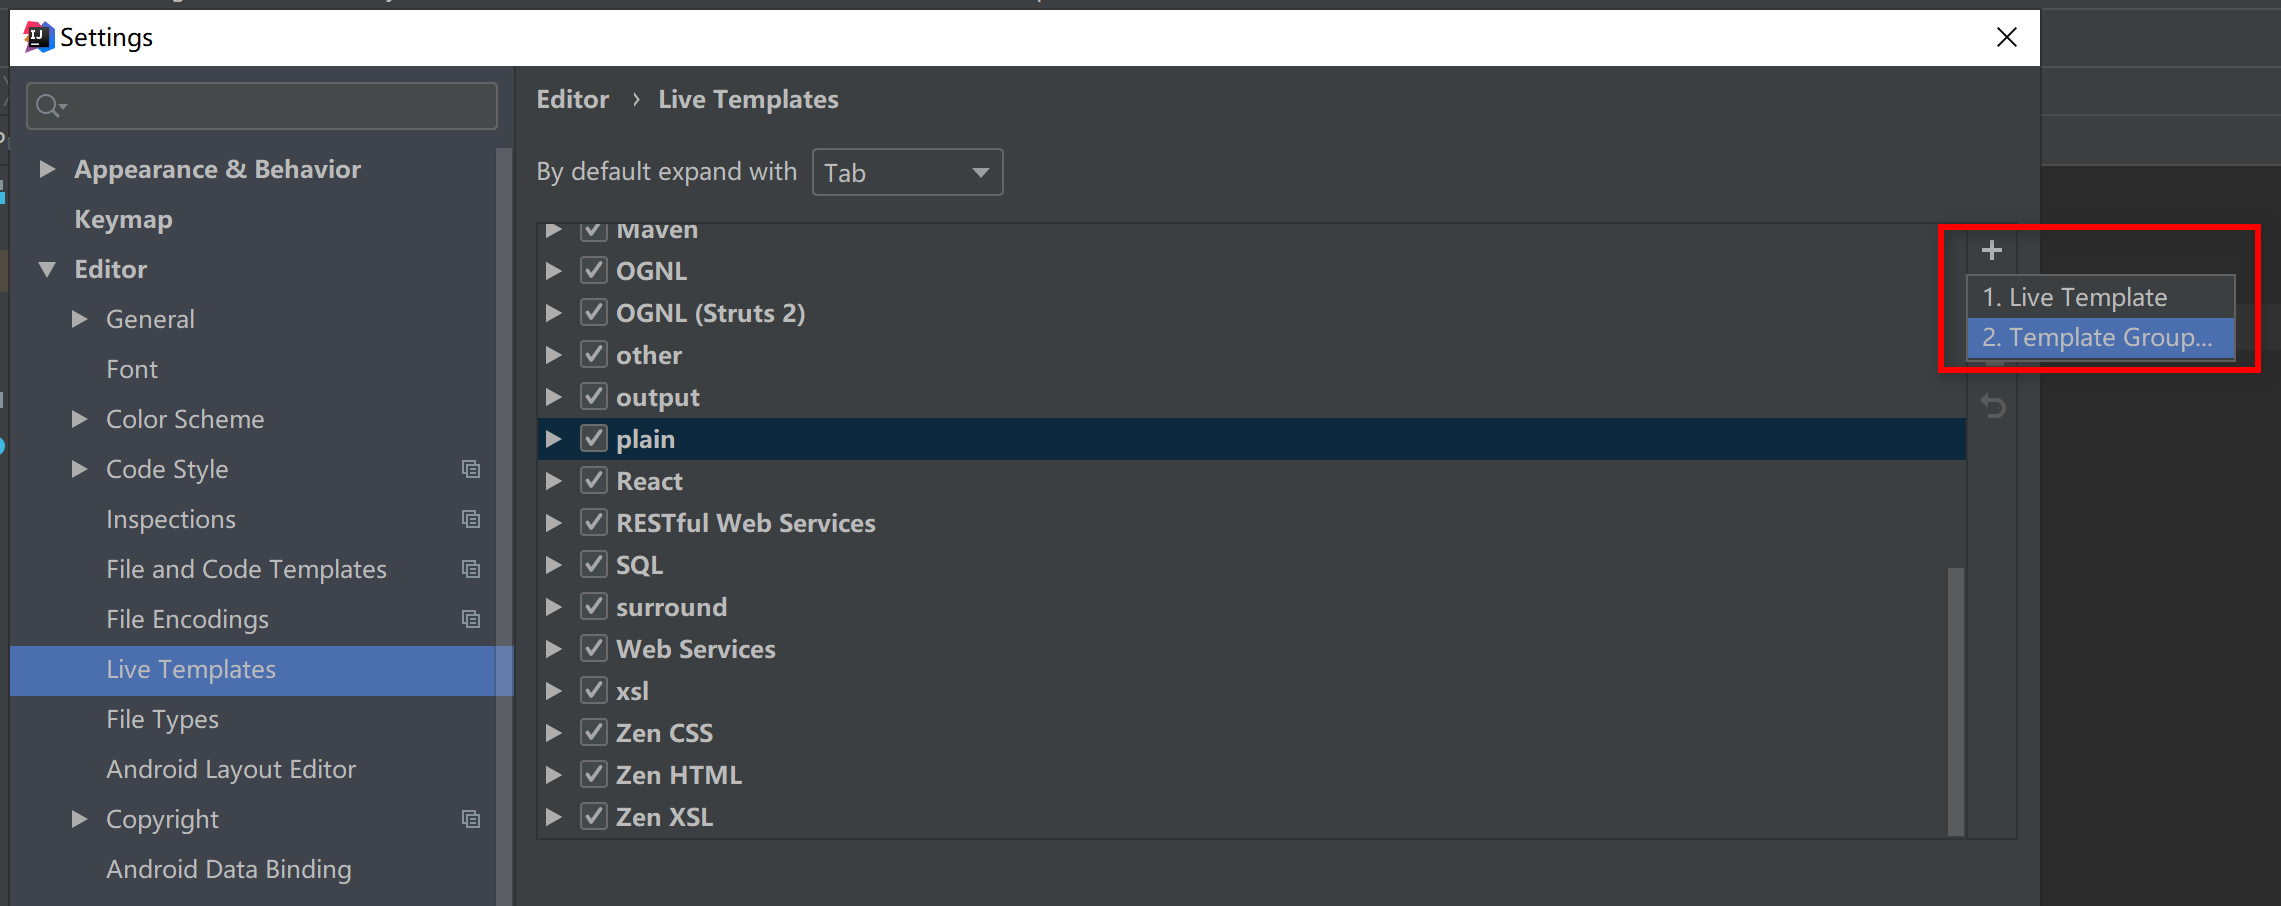 Settings
Appearance & Behavior
Keymap
Editor
General
Font
Color Scheme
Code Style
Inspections
File and Code Templates
File Encodings
Live Templates
File Types
Android Layout Editor
Copyright
Android Data Binding
Editor › Live Templates
By default expand with Tab
Maven
OGNL
OGNL (Struts 2)
other
output
plain
React
RESTful Web Services
SQL
surround
Web Services
xsl
Zen CSS
Zen HTML
Zen XSL
1. Live Template
2. Template Group...